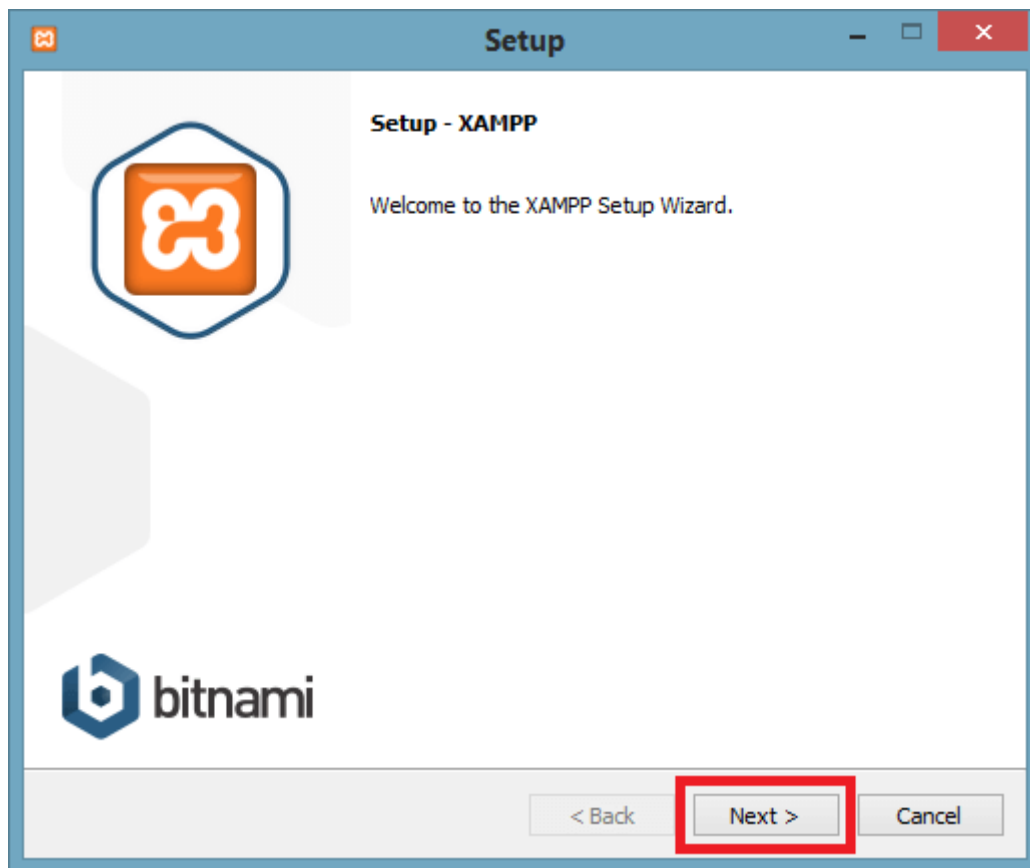 Setup
Setup - XAMPP
Welcome to the XAMPP Setup Wizard.
bitnami
< Back Next > Cancel